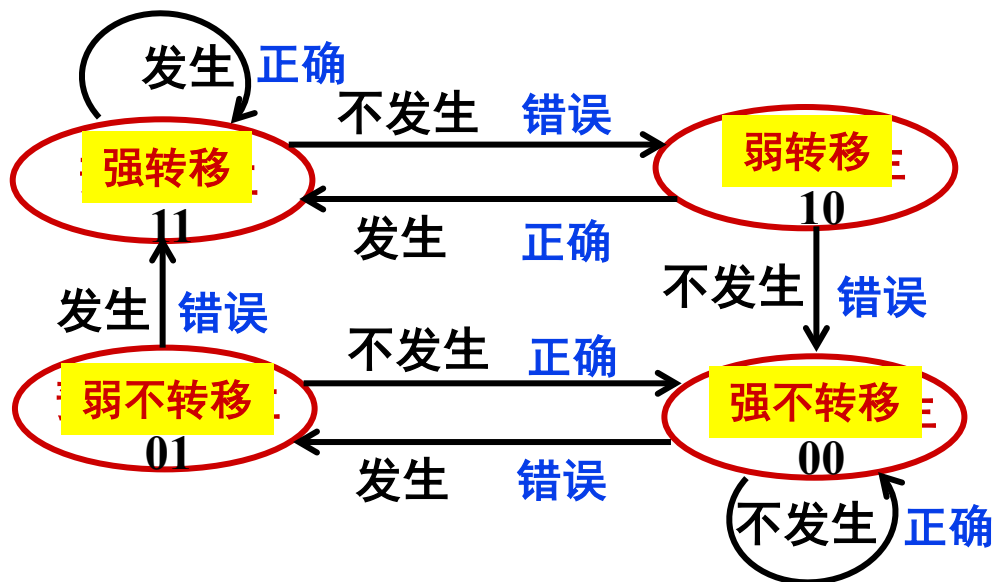 发生 正确
不发生 错误
强转移
11
弱转移
10
发生 正确
不发生 错误
发生 错误
不发生 正确
弱不转移
01
强不转移
00
发生 错误
不发生 正确